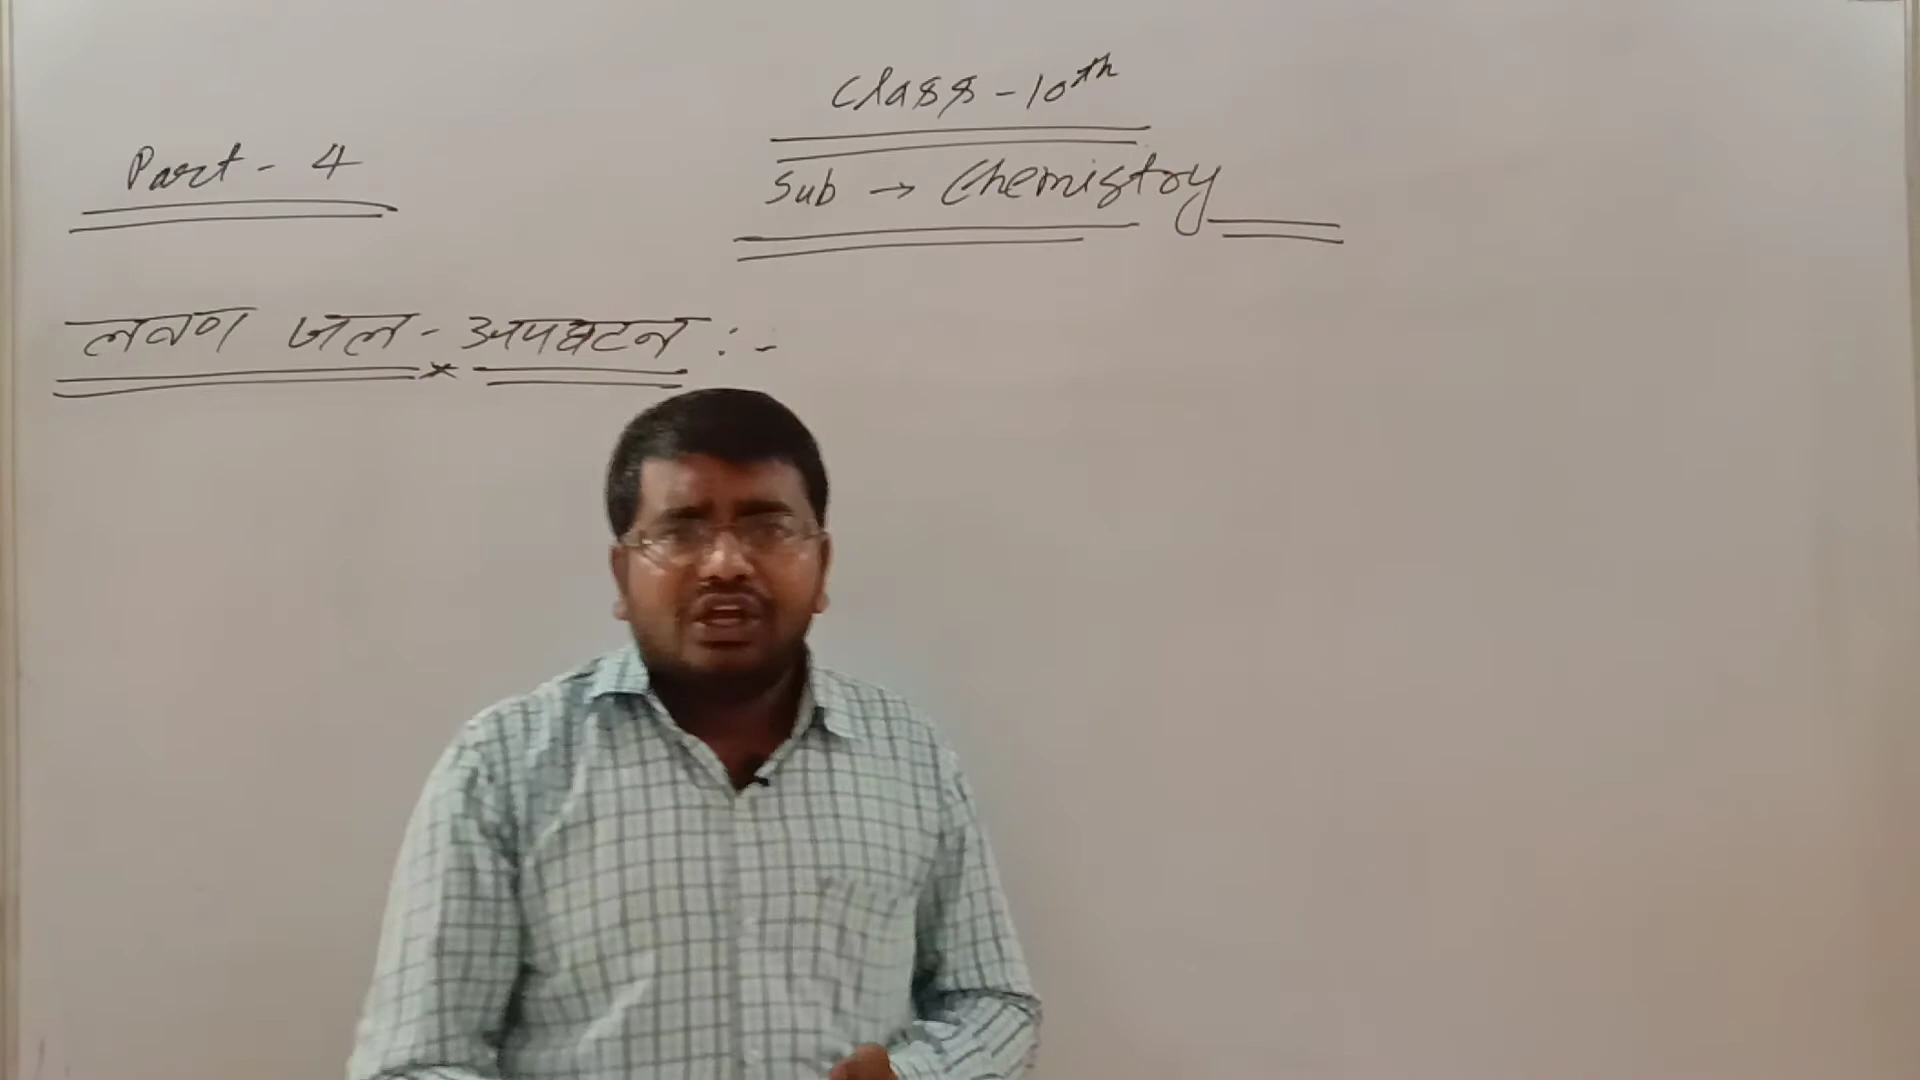 Class - 10th
Part - 4
Sub → Chemistry
लवण जल - अपघटन :-